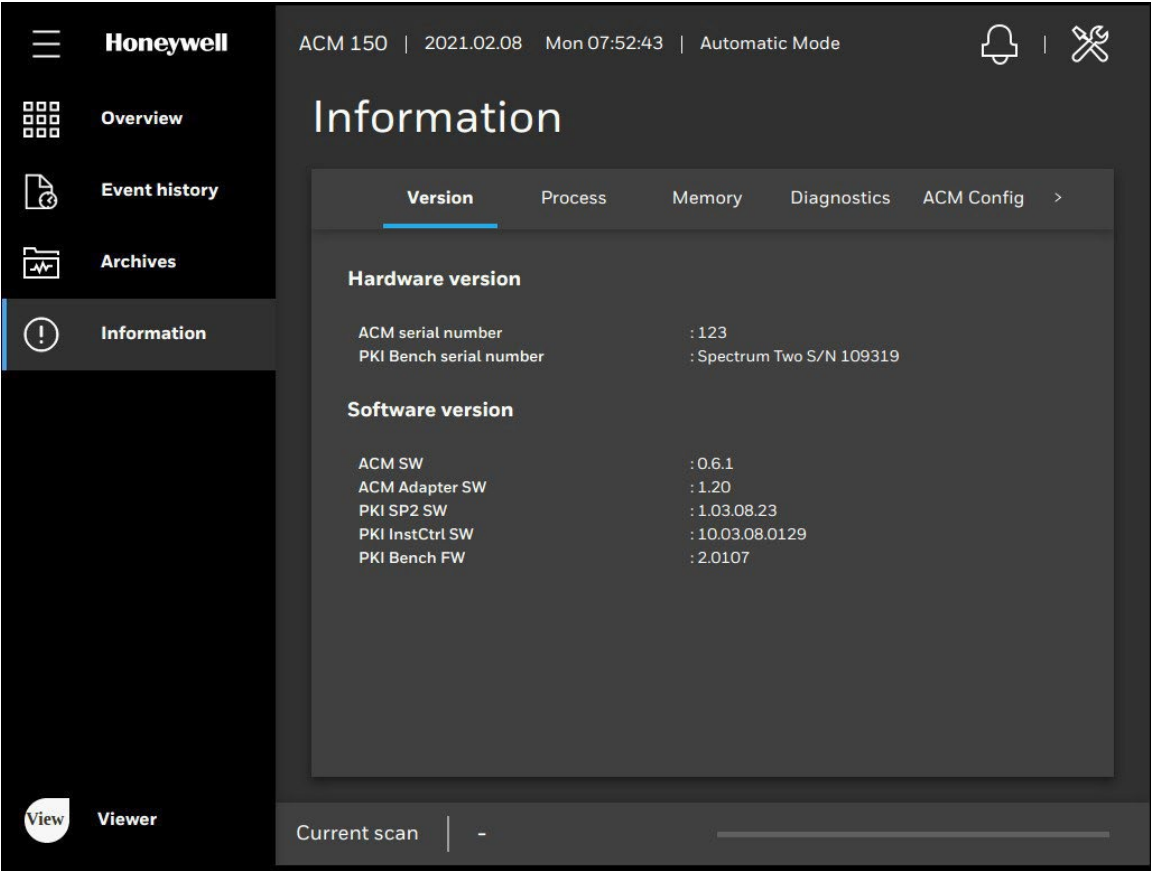 Honeywell
ACM 150 | 2021.02.08 Mon 07:52:43 | Automatic Mode |
Overview
Event history
Archives
Information
Information
Version Process Memory Diagnostics ACM Config >
Hardware version
ACM serial number : 123
PKI Bench serial number : Spectrum Two S/N 109319
Software version
ACM SW : 0.6.1
ACM Adapter SW : 1.20
PKI SP2 SW : 1.03.08.23
PKI InstCtrl SW : 10.03.08.0129
PKI Bench FW : 2.0107
View Viewer
Current scan | -